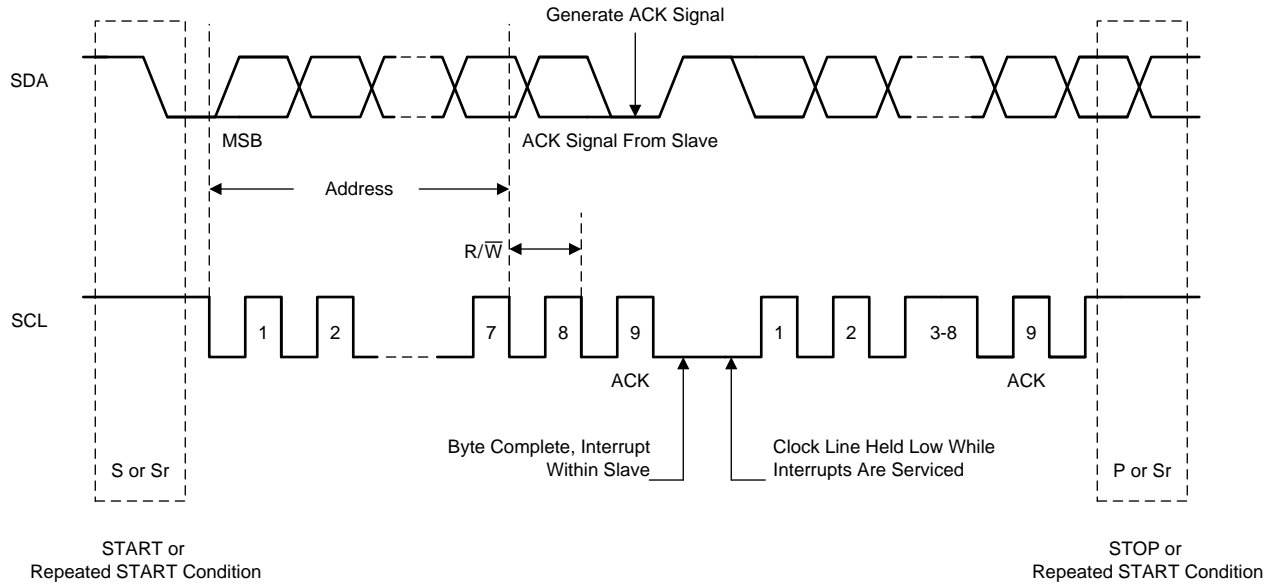 Generate ACK Signal
SDA
MSB
ACK Signal From Slave
Address
R/W̅
SCL
1
2
7
8
9
1
2
3-8
9
ACK
ACK
Byte Complete, Interrupt
Within Slave
Clock Line Held Low While
Interrupts Are Serviced
S or Sr
P or Sr
START or
Repeated START Condition
STOP or
Repeated START Condition